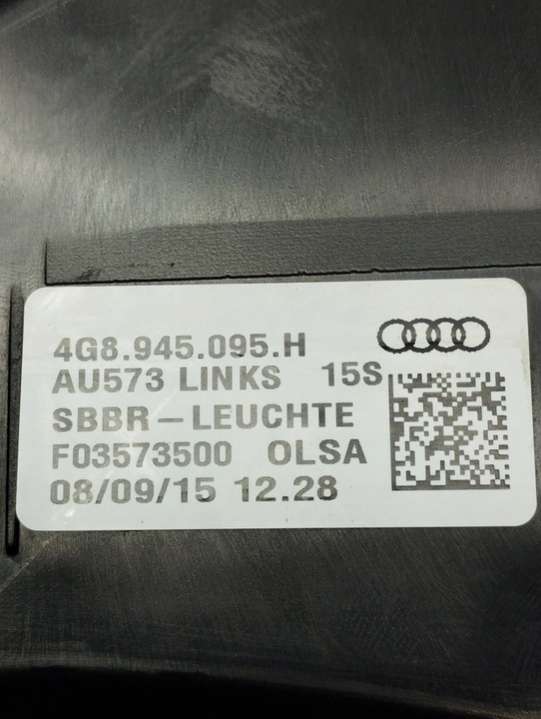 4G8.945.095.H
AU573 LINKS 15S
SBBR-LEUCHTE
F03573500 OLSA
08/09/15 12.28